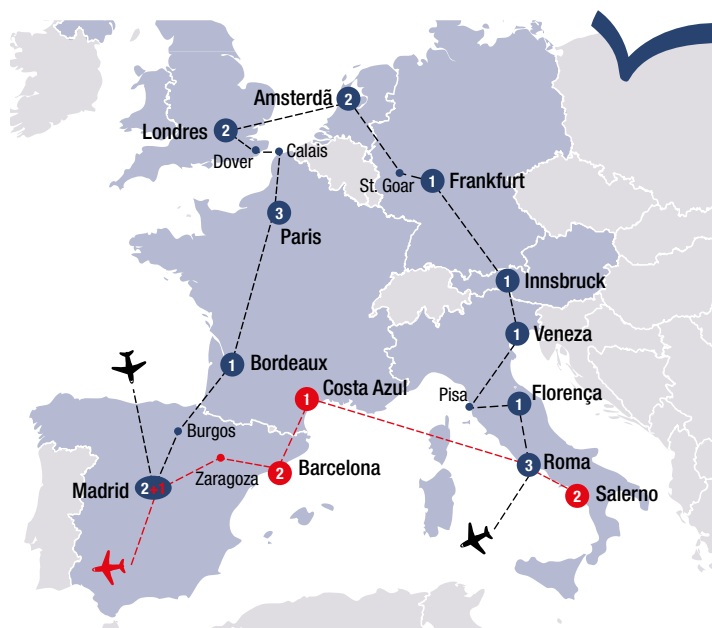 Amsterdã
2
Londres
2
Dover
Calais
St. Goar
1
Frankfurt
3
Paris
1
Innsbruck
1
Veneza
1
Bordeaux
Costa Azul
1
Pisa
Florença
1
Burgos
Zaragoza
2
Barcelona
3
Roma
Madrid
2+1
2
Salerno